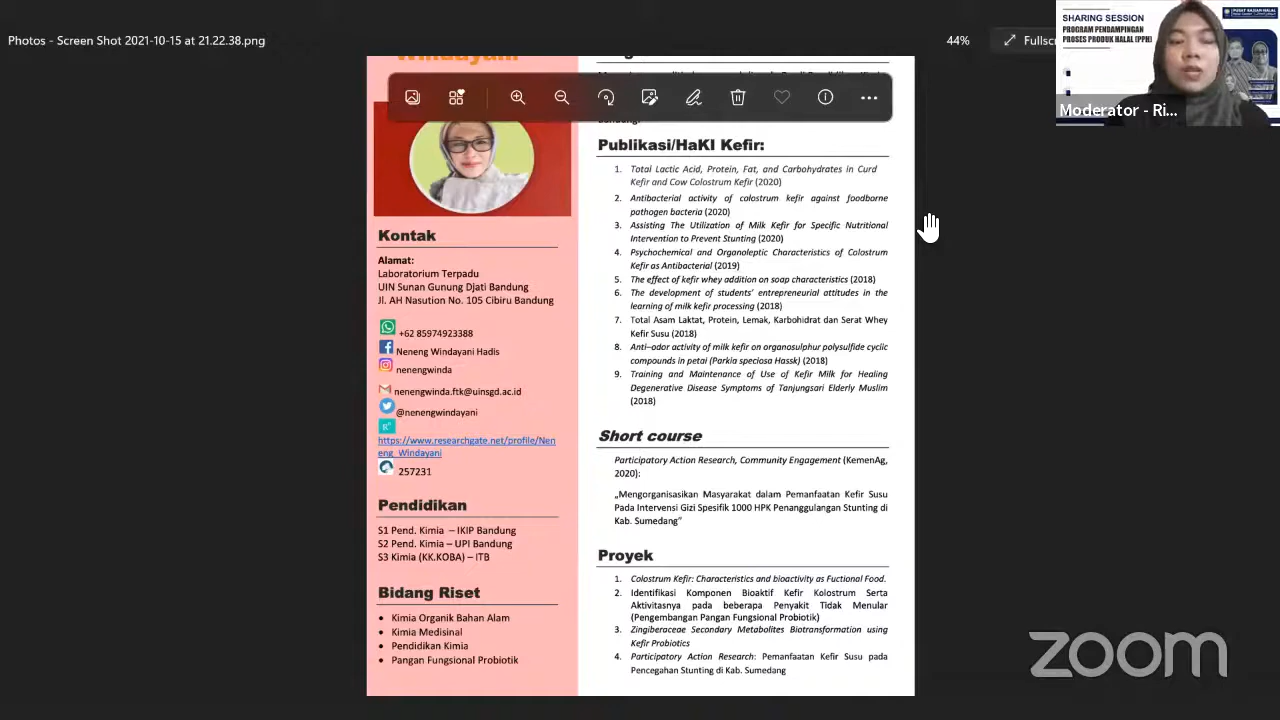 Photos - Screen Shot 2021-10-15 at 21.22.38.png
44%
Windayani
Kontak
Alamat:
Laboratorium Terpadu
UIN Sunan Gunung Djati Bandung
Jl. AH Nasution No. 105 Cibiru Bandung
+62 85974923388
Neneng Windayani Hadis
nenengwinda
nenengwinda.ftk@uinsgd.ac.id
@nenengwindayani
https://www.researchgate.net/profile/Nen
eng_Windayani
257231
Pendidikan
S1 Pend. Kimia – IKIP Bandung
S2 Pend. Kimia – UPI Bandung
S3 Kimia (KK.KOBA) – ITB
Bidang Riset
• Kimia Organik Bahan Alam
• Kimia Medisinal
• Pendidikan Kimia
• Pangan Fungsional Probiotik
Publikasi/HaKI Kefir:
1. Total Lactic Acid, Protein, Fat, and Carbohydrates in Curd
Kefir and Cow Colostrum Kefir (2020)
2. Antibacterial activity of colostrum kefir against foodborne
pathogen bacteria (2020)
3. Assisting The Utilization of Milk Kefir for Specific Nutritional
Intervention to Prevent Stunting (2020)
4. Psychochemical and Organoleptic Characteristics of Colostrum
Kefir as Antibacterial (2019)
5. The effect of kefir whey addition on soap characteristics (2018)
6. The development of students' entrepreneurial attitudes in the
learning of milk kefir processing (2018)
7. Total Asam Laktat, Protein, Lemak, Karbohidrat dan Serat Whey
Kefir Susu (2018)
8. Anti–odor activity of milk kefir on organosulphur polysulfide cyclic
compounds in petai (Parkia speciosa Hassk) (2018)
9. Training and Maintenance of Use of Kefir Milk for Healing
Degenerative Disease Symptoms of Tanjungsari Elderly Muslim
(2018)
Short course
Participatory Action Research, Community Engagement (KemenAg,
2020):
„Mengorganisasikan Masyarakat dalam Pemanfaatan Kefir Susu
Pada Intervensi Gizi Spesifik 1000 HPK Penanggulangan Stunting di
Kab. Sumedang"
Proyek
1. Colostrum Kefir: Characteristics and bioactivity as Fuctional Food.
2. Identifikasi Komponen Bioaktif Kefir Kolostrum Serta
Aktivitasnya pada beberapa Penyakit Tidak Menular
(Pengembangan Pangan Fungsional Probiotik)
3. Zingiberaceae Secondary Metabolites Biotransformation using
Kefir Probiotics
4. Participatory Action Research: Pemanfaatan Kefir Susu pada
Pencegahan Stunting di Kab. Sumedang
SHARING SESSION
PROGRAM PENDAMPINGAN
PROSES PRODUK HALAL (PPH)
PUSAT KAJIAN HALAL
Moderator - Ri...
zoom